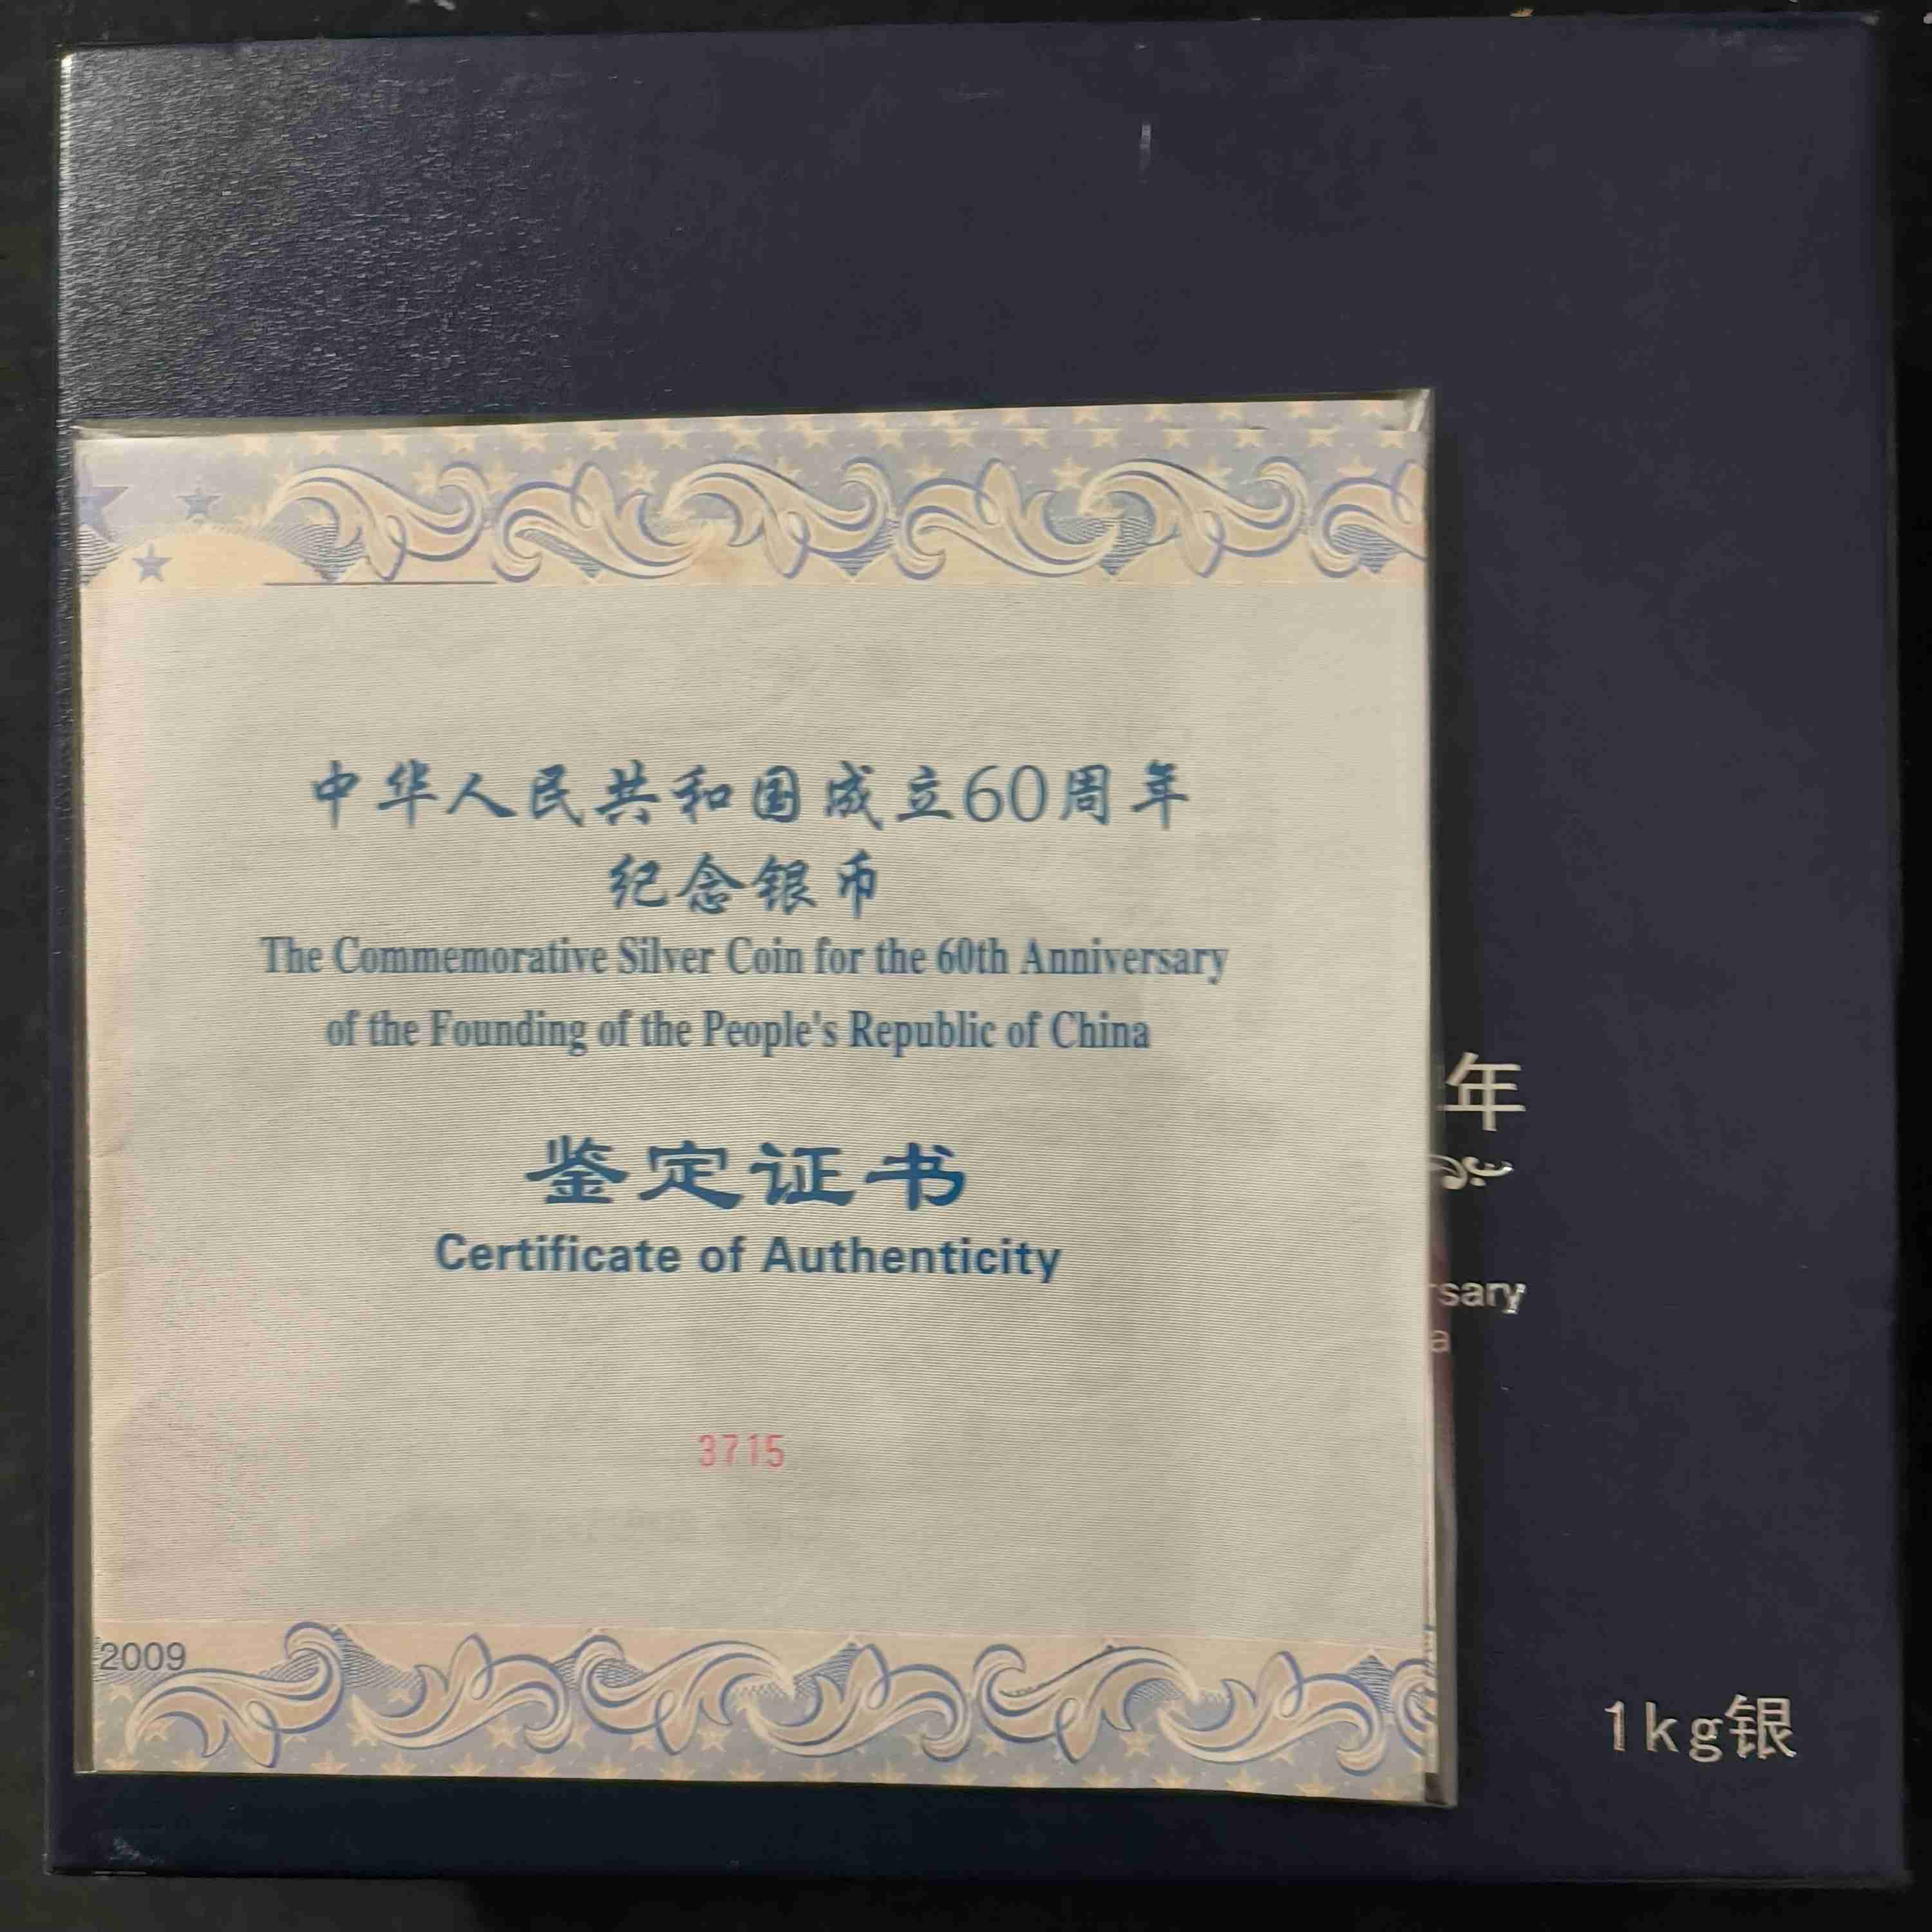 中华人民共和国成立60周年
纪念银币
The Commemorative Silver Coin for the 60th Anniversary
of the Founding of the People's Republic of China
年
鉴定证书
Certificate of Authenticity
sary
a
3715
2009
1kg银